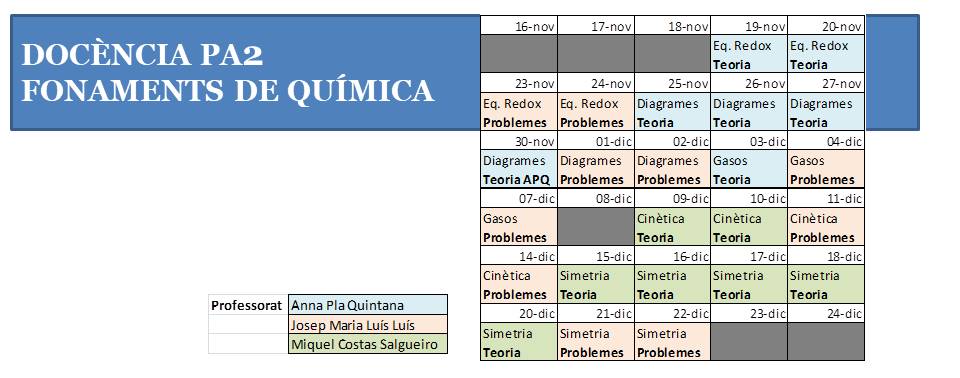 DOCÈNCIA PA2
FONAMENTS DE QUÍMICA
16-nov 17-nov 18-nov 19-nov 20-nov
Eq. Redox Eq. Redox
Teoria Teoria
23-nov 24-nov 25-nov 26-nov 27-nov
Eq. Redox Eq. Redox Diagrames Diagrames Diagrames
Problemes Problemes Teoria Teoria Teoria
30-nov 01-dic 02-dic 03-dic 04-dic
Diagrames Diagrames Diagrames Gasos Gasos
Teoria APQ Problemes Problemes Teoria Problemes
07-dic 08-dic 09-dic 10-dic 11-dic
Gasos Cinètica Cinètica Cinètica
Problemes Teoria Teoria Problemes
14-dic 15-dic 16-dic 17-dic 18-dic
Cinètica Simetria Simetria Simetria Simetria
Problemes Teoria Teoria Teoria Teoria
20-dic 21-dic 22-dic 23-dic 24-dic
Simetria Simetria Simetria
Teoria Problemes Problemes
Professorat Anna Pla Quintana
Josep Maria Luís Luís
Miquel Costas Salgueiro